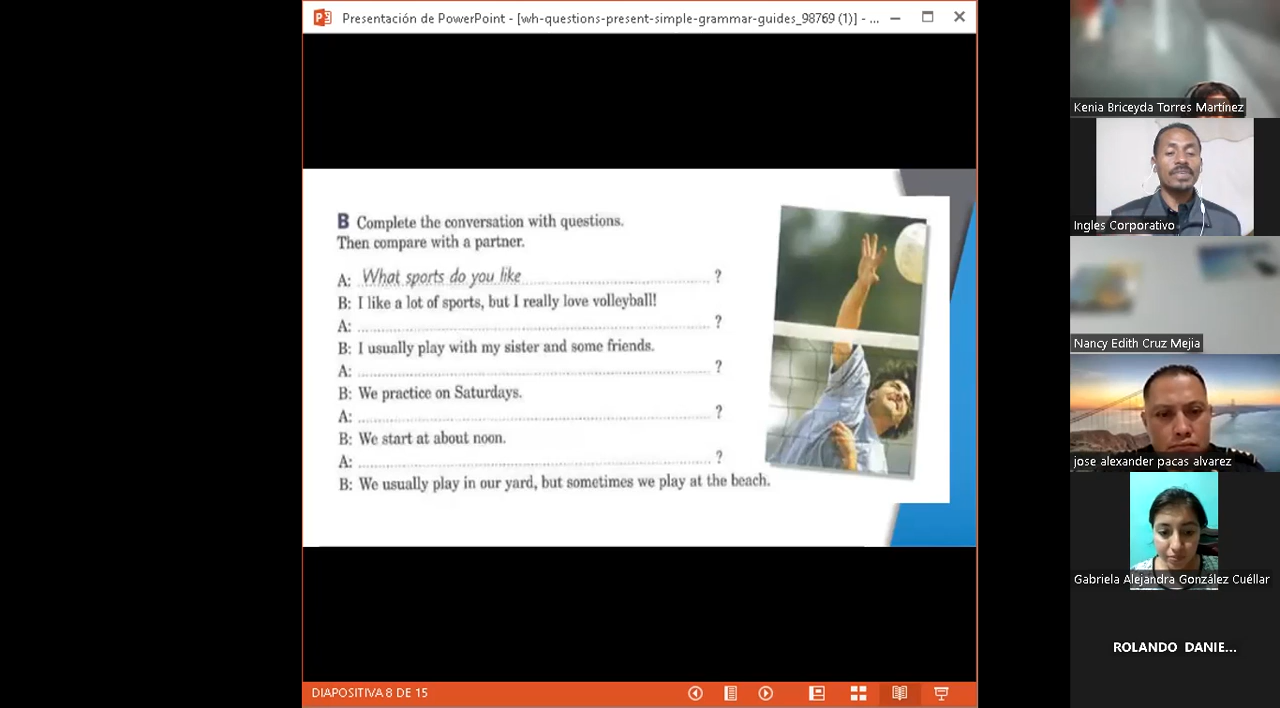 Presentación de PowerPoint - [wh-questions-present-simple-grammar-guides_98769 (1)] - ...
B Complete the conversation with questions.
Then compare with a partner.
A: What sports do you like ?
B: I like a lot of sports, but I really love volleyball!
A: ?
B: I usually play with my sister and some friends.
A: ?
B: We practice on Saturdays.
A: ?
B: We start at about noon.
A: ?
B: We usually play in our yard, but sometimes we play at the beach.
DIAPOSITIVA 8 DE 15
Kenia Briceyda Torres Martínez
Ingles Corporativo
Nancy Edith Cruz Mejia
jose alexander pacas alvarez
Gabriela Alejandra González Cuéllar
ROLANDO DANIE...